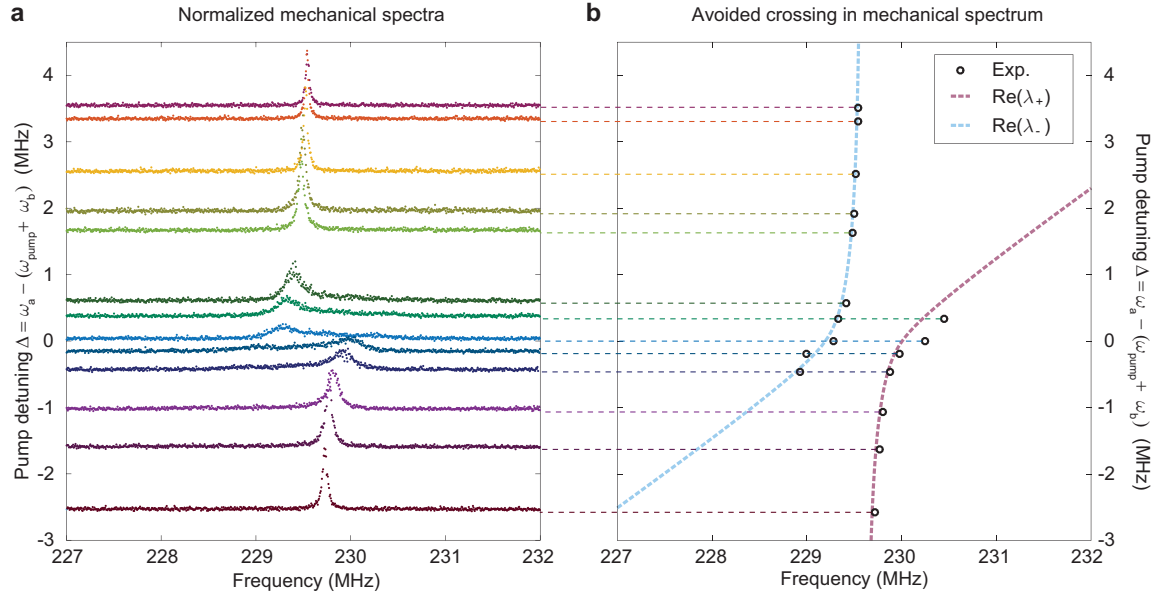 a
Normalized mechanical spectra
Pump detuning Δ = ω_a − (ω_pump + ω_b) (MHz)
4
3
2
1
0
-1
-2
-3
227
228
229
230
231
232
Frequency (MHz)
b
Avoided crossing in mechanical spectrum
Exp.
Re(λ_+)
Re(λ_-)
4
3
2
1
0
-1
-2
-3
Pump detuning Δ = ω_a − (ω_pump + ω_b) (MHz)
227
228
229
230
231
232
Frequency (MHz)